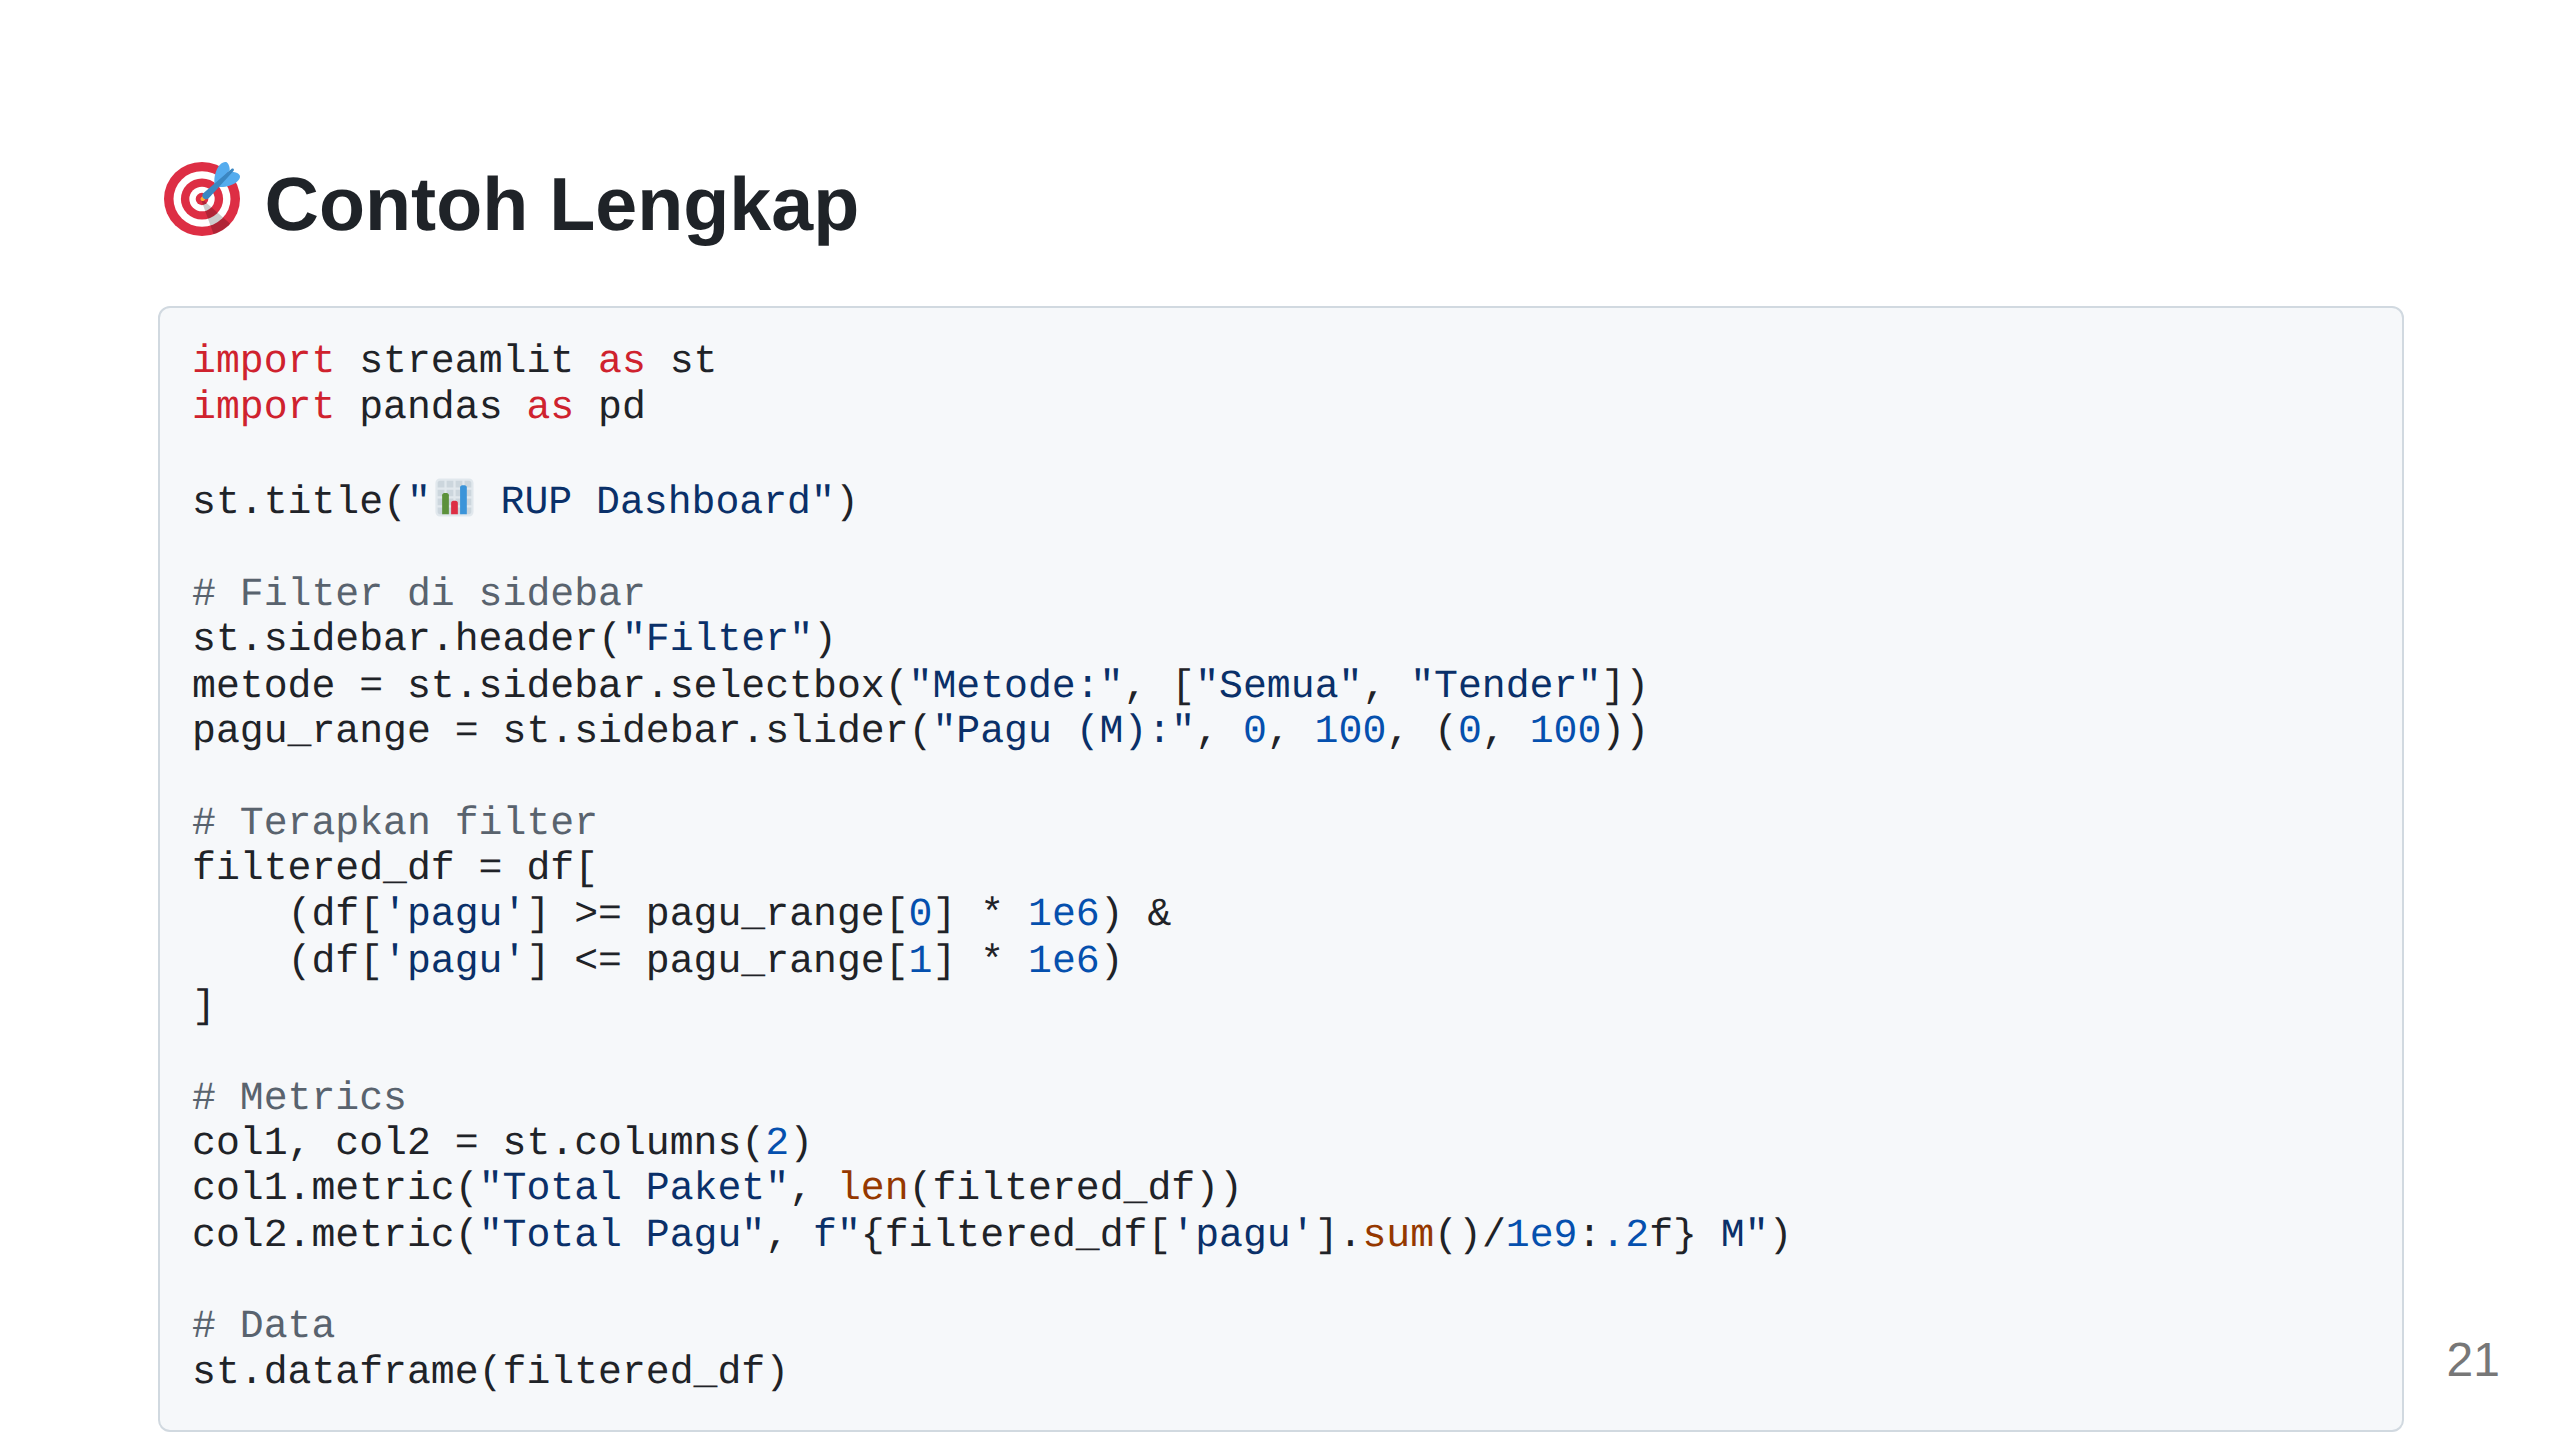 🎯 Contoh Lengkap
import streamlit as st
import pandas as pd

st.title("📊 RUP Dashboard")

# Filter di sidebar
st.sidebar.header("Filter")
metode = st.sidebar.selectbox("Metode:", ["Semua", "Tender"])
pagu_range = st.sidebar.slider("Pagu (M):", 0, 100, (0, 100))

# Terapkan filter
filtered_df = df[
    (df['pagu'] >= pagu_range[0] * 1e6) &
    (df['pagu'] <= pagu_range[1] * 1e6)
]

# Metrics
col1, col2 = st.columns(2)
col1.metric("Total Paket", len(filtered_df))
col2.metric("Total Pagu", f"{filtered_df['pagu'].sum()/1e9:.2f} M")

# Data
st.dataframe(filtered_df)
21